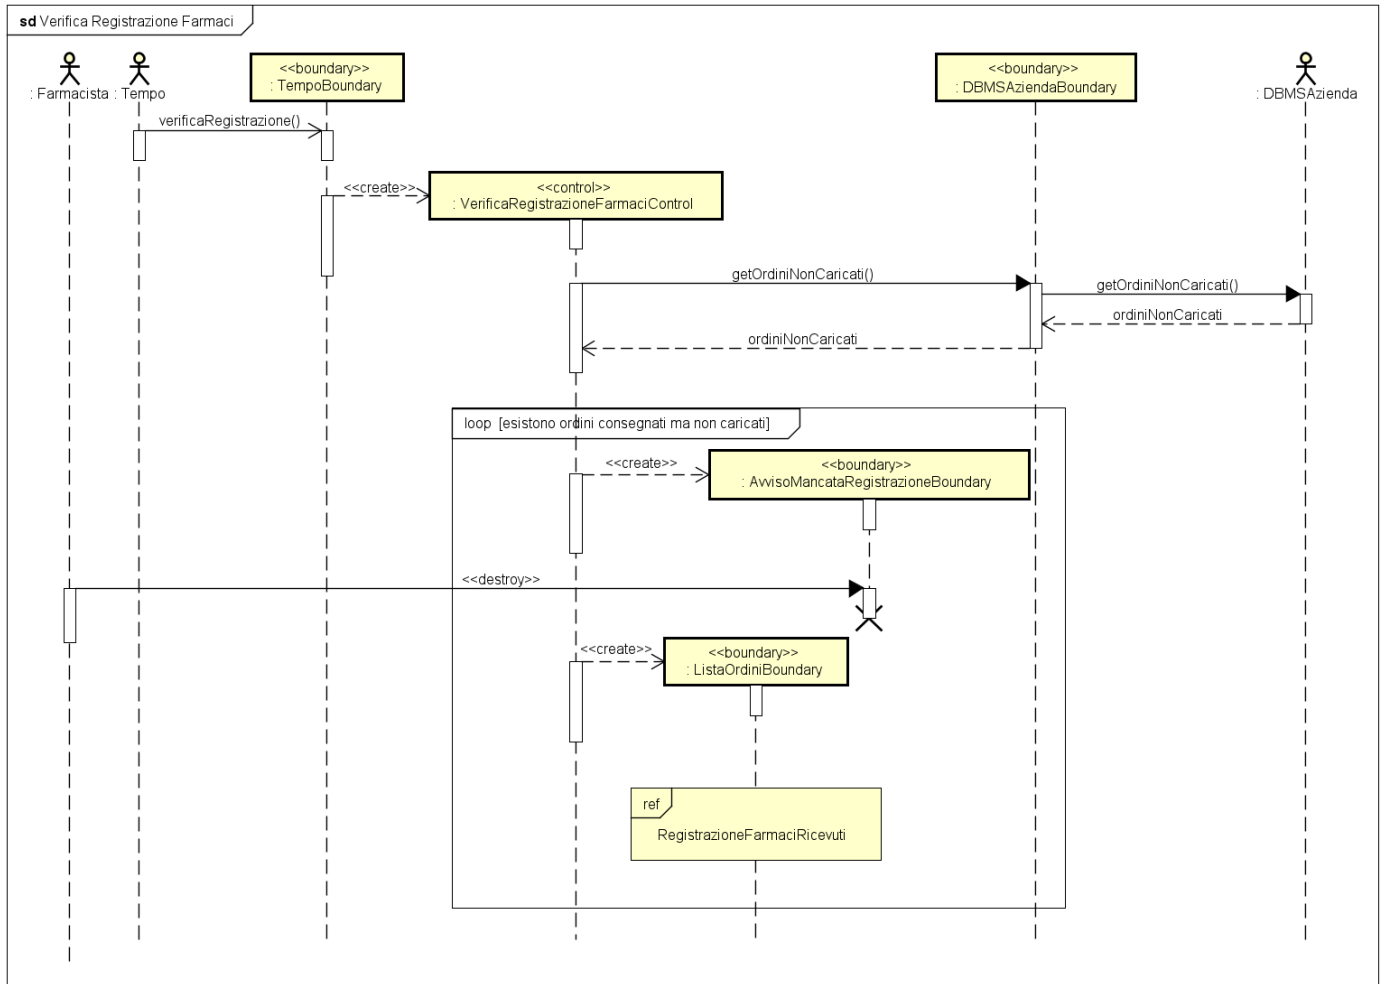 sd Verifica Registrazione Farmaci
<<boundary>>
: TempoBoundary
<<boundary>>
: DBMSAziendaBoundary
: Farmacista
: Tempo
: DBMSAzienda
verificaRegistrazione()
<<create>>
<<control>>
: VerificaRegistrazioneFarmaciControl
getOrdiniNonCaricati()
getOrdiniNonCaricati()
ordiniNonCaricati
ordiniNonCaricati
loop [esistono ordini consegnati ma non caricati]
<<create>>
<<boundary>>
: AvvisoMancataRegistrazioneBoundary
<<destroy>>
<<create>>
<<boundary>>
: ListaOrdiniBoundary
ref
RegistrazioneFarmaciRicevuti